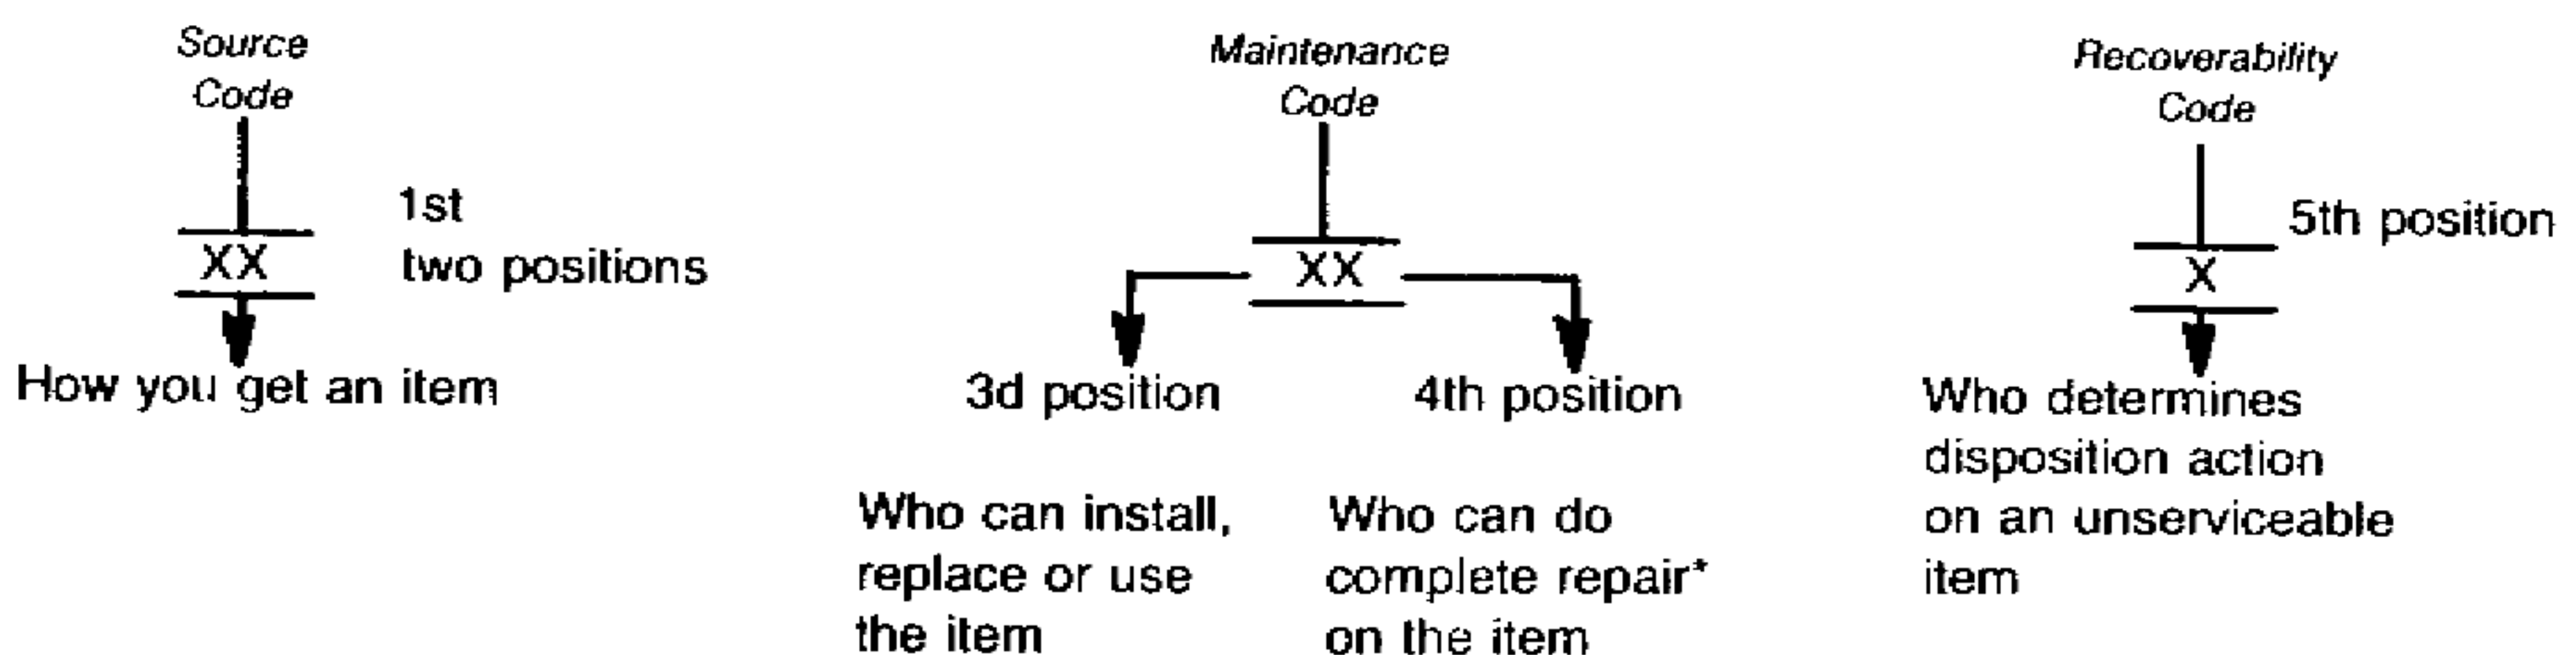 Source
Code
1st
XX
two positions
How you get an item
Maintenance
Code
XX
3d position
4th position
Who can install,
replace or use
the item
Who can do
complete repair*
on the item
Recoverability
Code
5th position
X
Who determines
disposition action
on an unserviceable
item